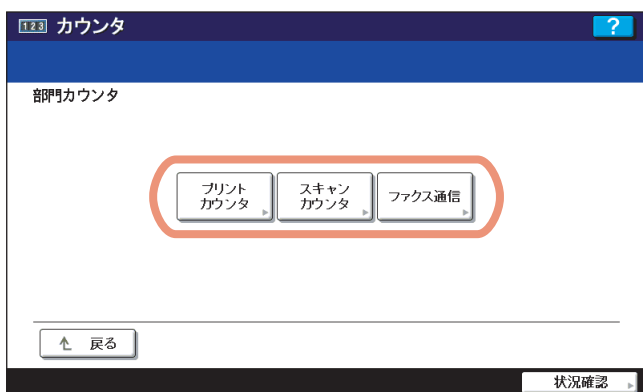 123 カウンタ
?
部門カウンタ
プリント
カウンタ
スキャン
カウンタ
ファクス通信
戻る
状況確認